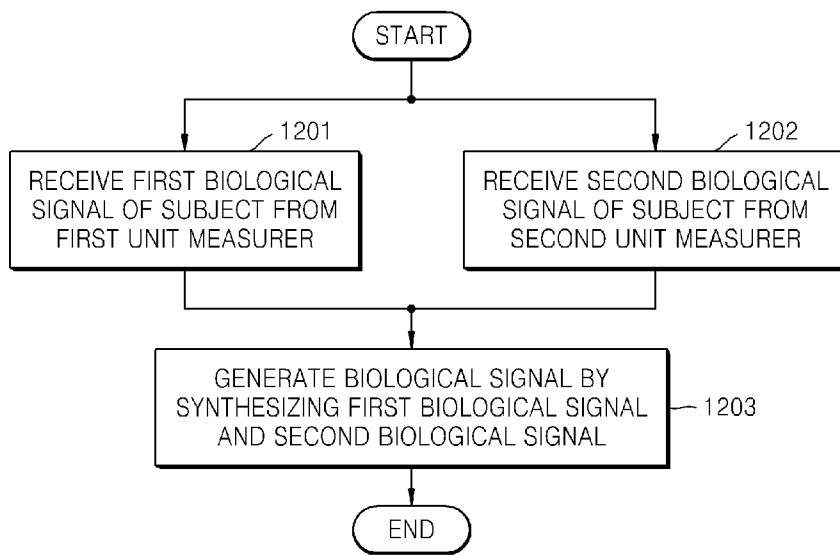 START
1201
RECEIVE FIRST BIOLOGICAL
SIGNAL OF SUBJECT FROM
FIRST UNIT MEASURER
1202
RECEIVE SECOND BIOLOGICAL
SIGNAL OF SUBJECT FROM
SECOND UNIT MEASURER
GENERATE BIOLOGICAL SIGNAL BY
SYNTHESIZING FIRST BIOLOGICAL SIGNAL
AND SECOND BIOLOGICAL SIGNAL
1203
END